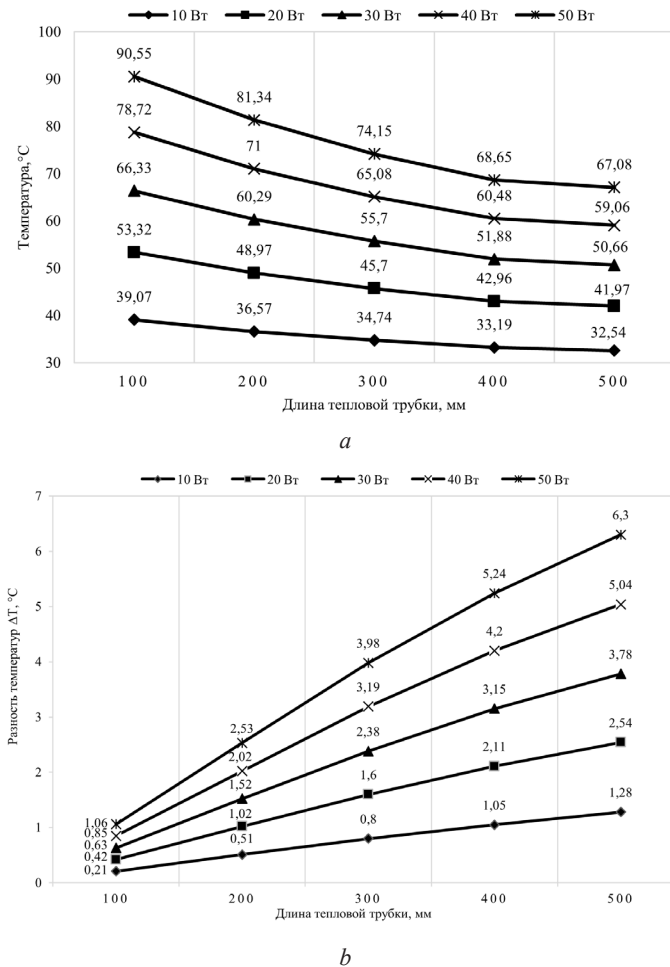 10 Вт 20 Вт 30 Вт 40 Вт 50 Вт
100
90
80
70
60
50
40
30
Температура,°C
90,55 81,34 74,15 68,65 67,08
78,72 71 65,08 60,48 59,06
66,33 60,29 55,7 51,88 50,66
53,32 48,97 45,7 42,96 41,97
39,07 36,57 34,74 33,19 32,54
100 200 300 400 500
Длина тепловой трубки, мм
a
10 Вт 20 Вт 30 Вт 40 Вт 50 Вт
7
6
5
4
3
2
1
0
Разность температур ΔT, °C
1,06 2,53 3,98 5,24 6,3
0,85 2,02 3,19 4,2 5,04
0,63 1,52 2,38 3,15 3,78
0,42 1,02 1,6 2,11 2,54
0,21 0,51 0,8 1,05 1,28
100 200 300 400 500
Длина тепловой трубки, мм
b